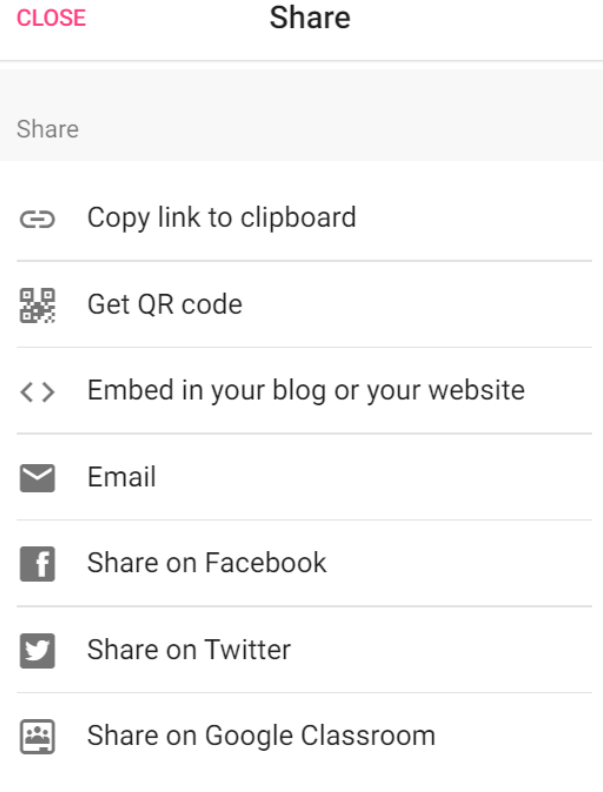 CLOSE Share
Share
Copy link to clipboard
Get QR code
Embed in your blog or your website
Email
Share on Facebook
Share on Twitter
Share on Google Classroom